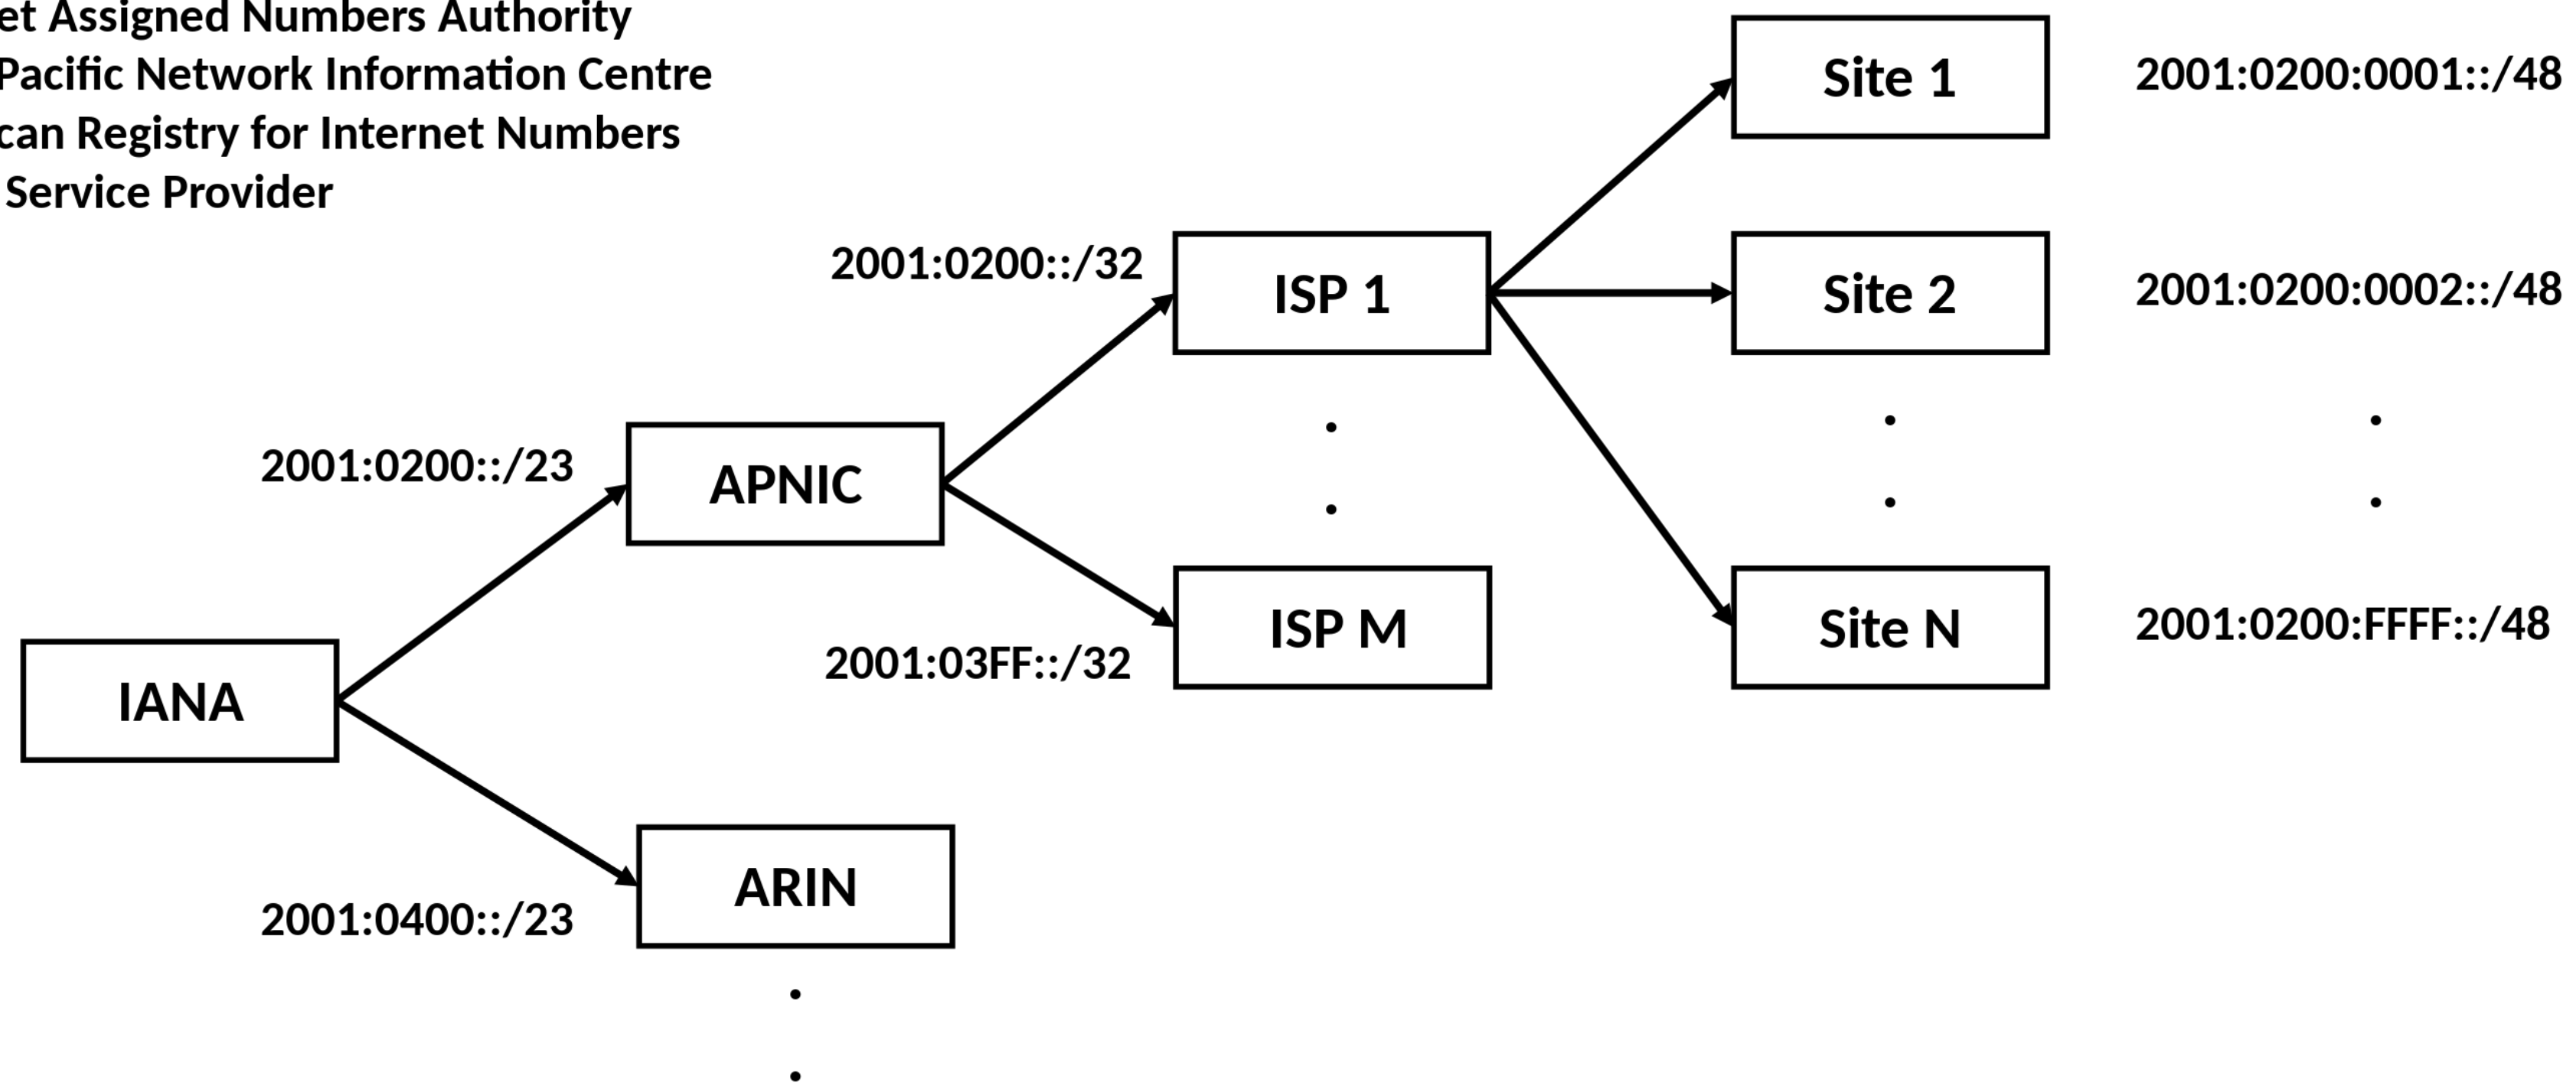 et Assigned Numbers Authority
Pacific Network Information Centre
can Registry for Internet Numbers
Service Provider
Site 1
2001:0200:0001::/48
2001:0200::/32
ISP 1
Site 2
2001:0200:0002::/48
2001:0200::/23
APNIC
ISP M
Site N
2001:0200:FFFF::/48
2001:03FF::/32
IANA
ARIN
2001:0400::/23